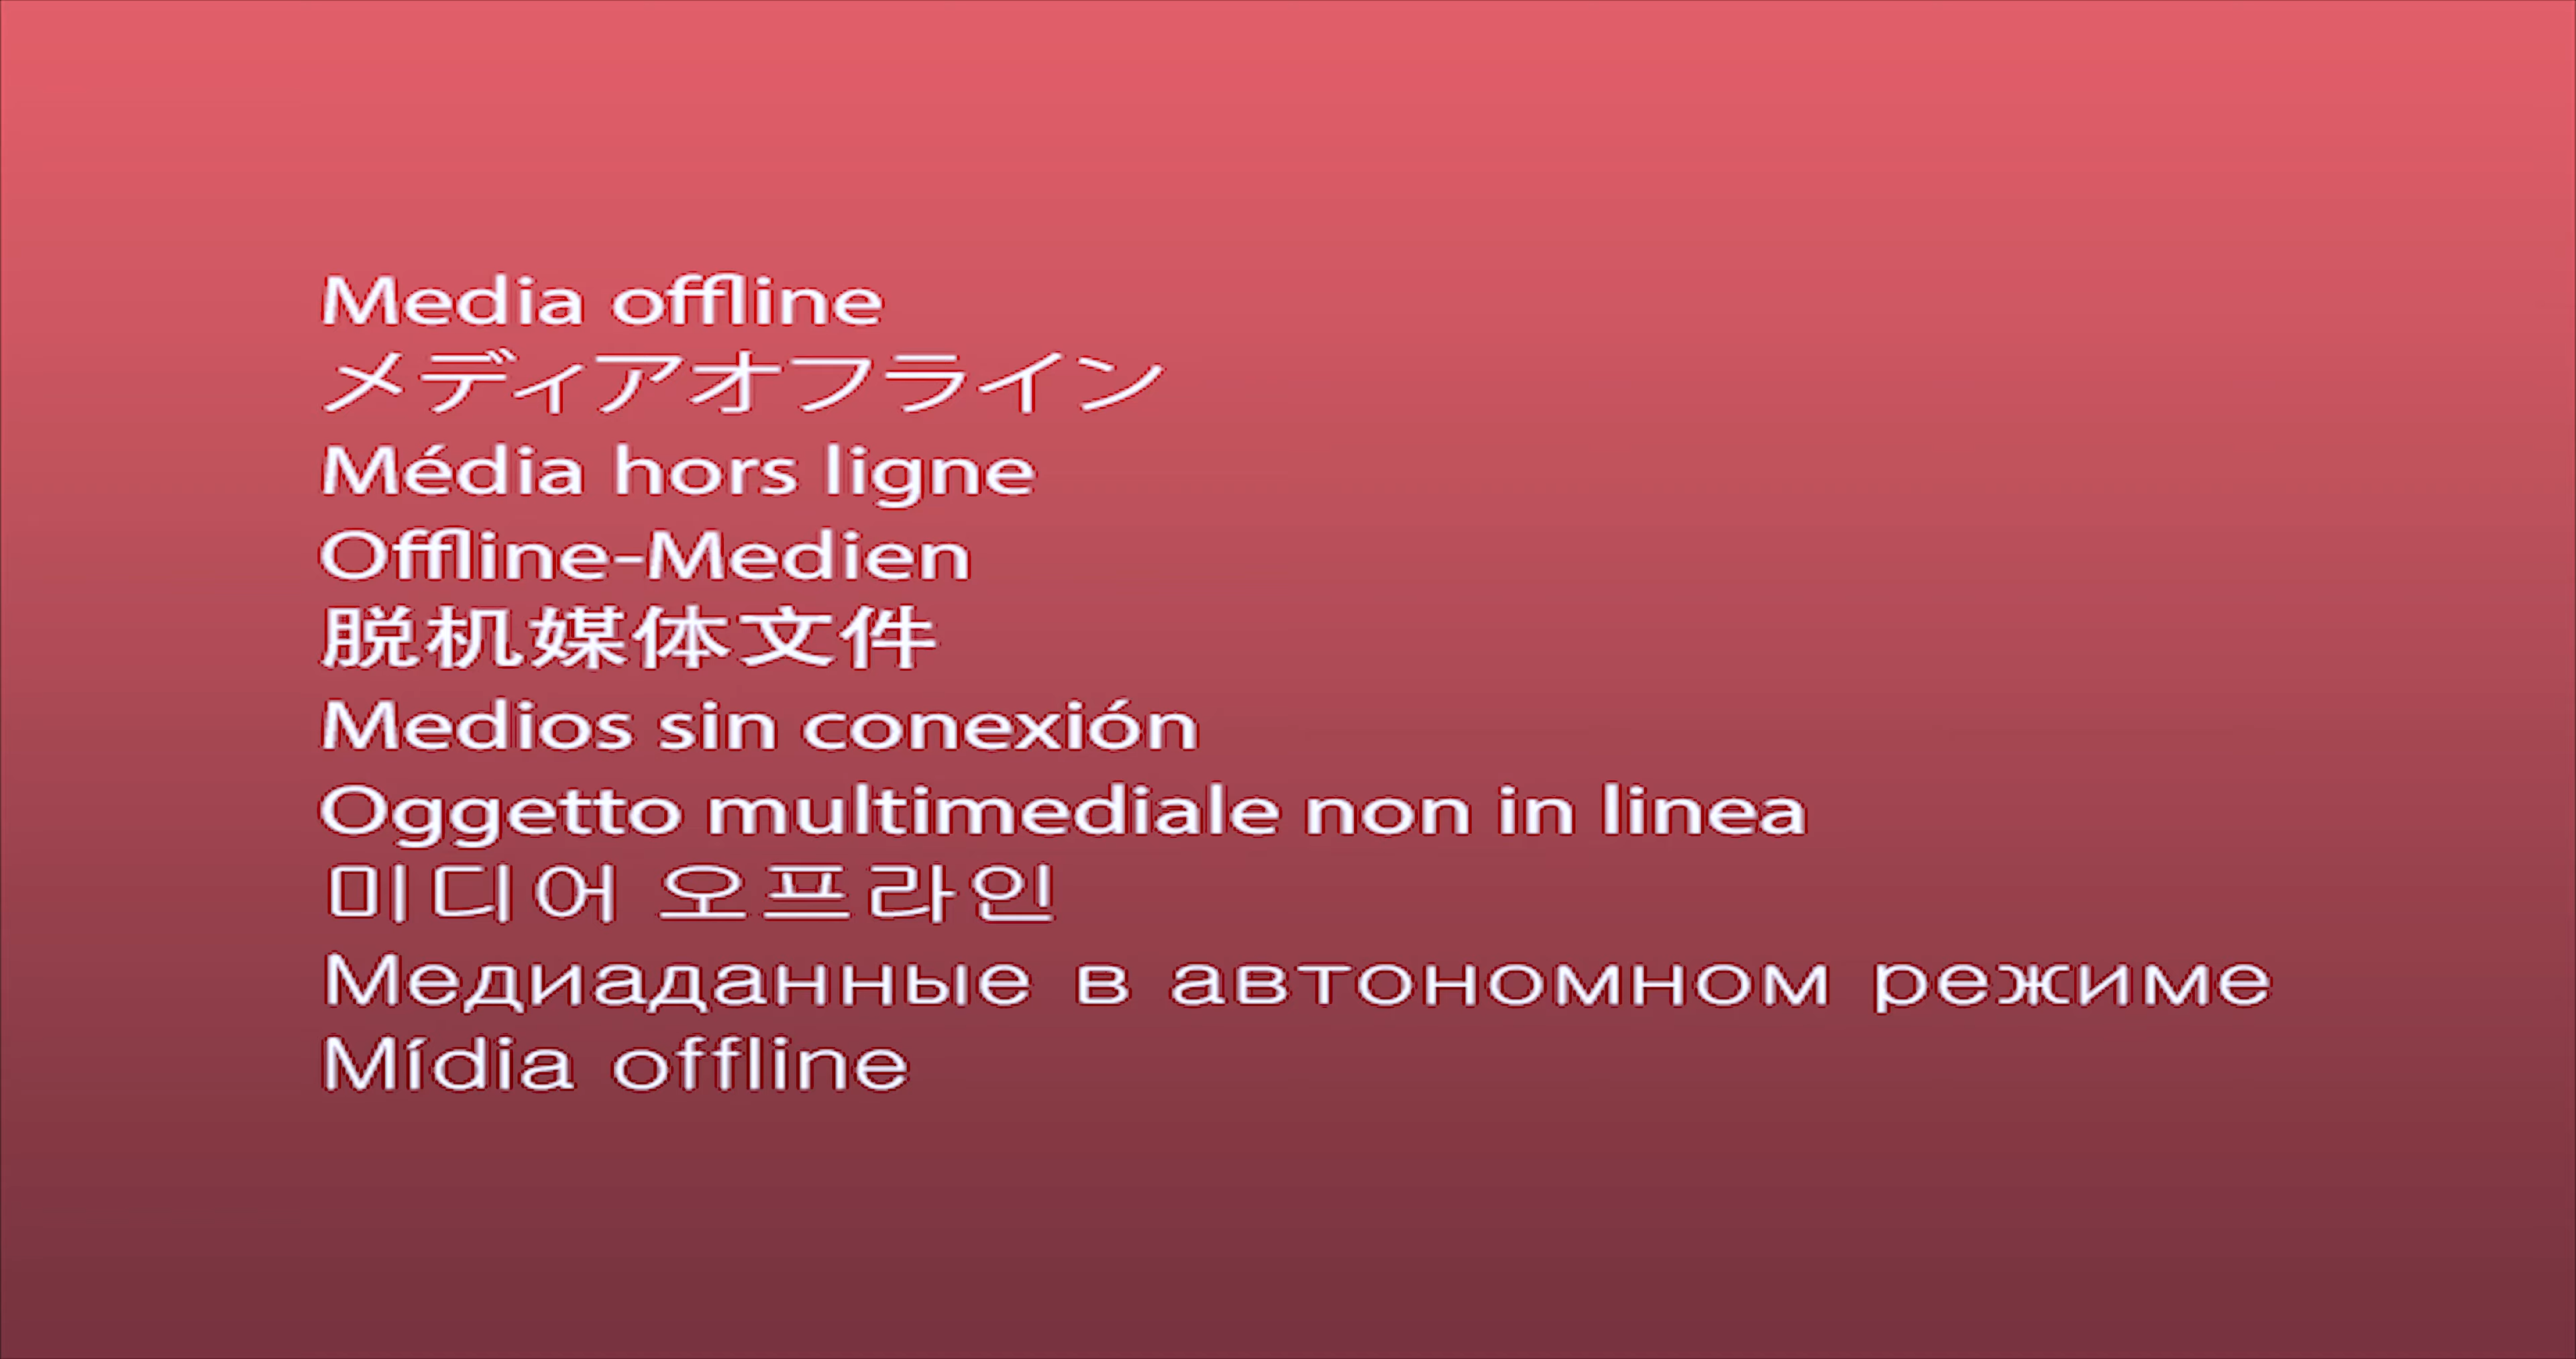 Media offline
メディアオフライン
Média hors ligne
Offline-Medien
脱机媒体文件
Medios sin conexión
Oggetto multimediale non in linea
미디어 오프라인
Медиаданные в автономном режиме
Mídia offline